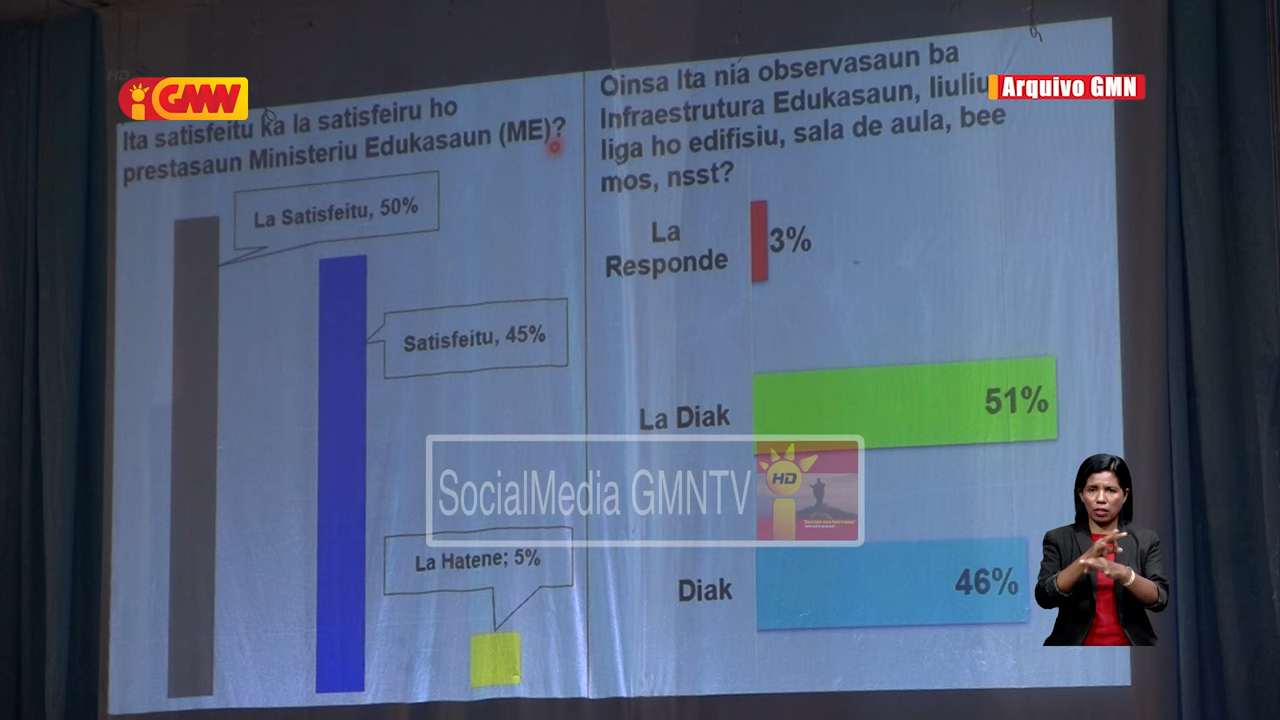 HD
GMN
Arquivo GMN
Ita satisfeitu ka la satisfeiru ho
prestasaun Ministeriu Edukasaun (ME)?
La Satisfeitu, 50%
Satisfeitu, 45%
La Hatene; 5%
Oinsa Ita nia observasaun ba
Infraestrutura Edukasaun, liuliu
liga ho edifisiu, sala de aula, bee
mos, nsst?
La
Responde
3%
La Diak
51%
Diak
46%
SocialMedia GMNTV
HD